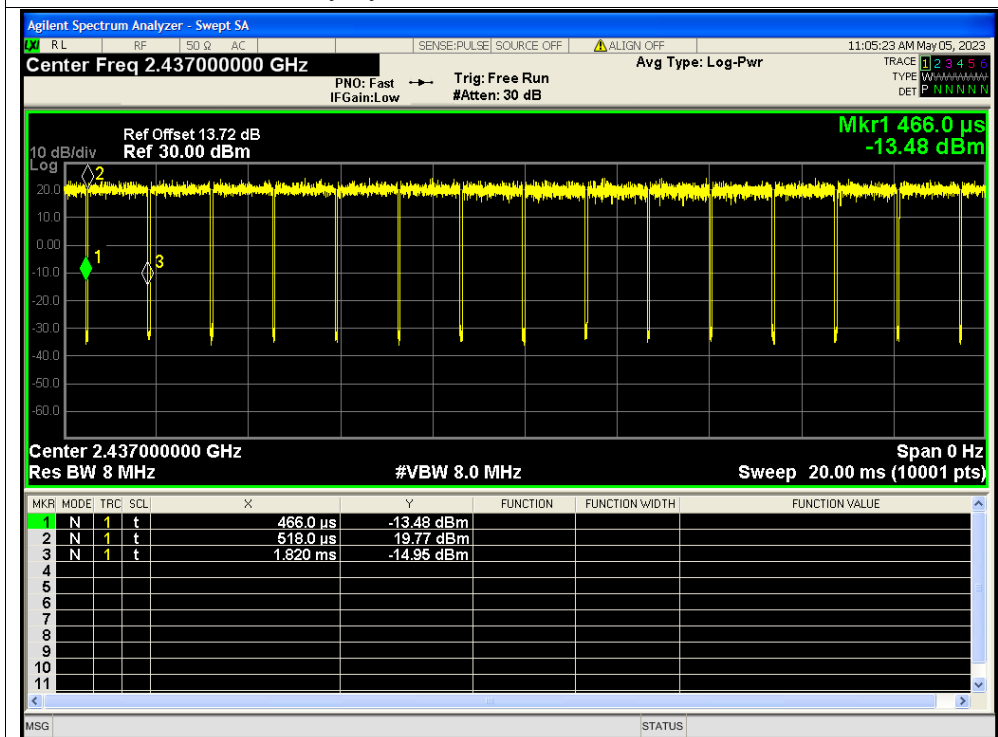 Agilent Spectrum Analyzer - Swept SA
LXI RL RF 50 Ω AC SENSE:PULSE SOURCE OFF ALIGN OFF 11:05:23 AM May 05, 2023
Center Freq 2.437000000 GHz Avg Type: Log-Pwr TRACE 1 2 3 4 5 6
PNO: Fast Trig: Free Run TYPE WWWWWW
IFGain:Low #Atten: 30 dB DET P N N N N N
Mkr1 466.0 µs
Ref Offset 13.72 dB
10 dB/div Ref 30.00 dBm -13.48 dBm
Log
2
20.0
10.0
0.00
1
3
-10.0
-20.0
-30.0
-40.0
-50.0
-60.0
Center 2.437000000 GHz Span 0 Hz
Res BW 8 MHz #VBW 8.0 MHz Sweep 20.00 ms (10001 pts)
MKR MODE TRC SCL X Y FUNCTION FUNCTION WIDTH FUNCTION VALUE
1 N 1 t 466.0 µs -13.48 dBm
2 N 1 t 518.0 µs 19.77 dBm
3 N 1 t 1.820 ms -14.95 dBm
4
5
6
7
8
9
10
11
MSG STATUS